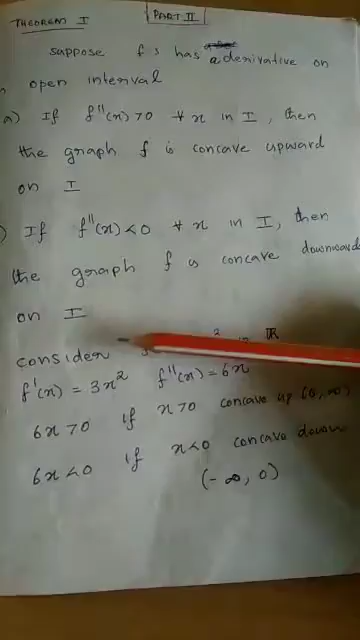 THEOREM I PART II
suppose f s has a derivative on
open interval
a) If f''(x) > 0 ∀ x in I, then
the graph f is concave upward
on I
) If f''(x) < 0 ∀ x in I, then
the graph f is concave downward
on I
consider ℝ
f'(x) = 3x² f''(x) = 6x
6x > 0 if x > 0 concave up (0, ∞)
6x < 0 if x < 0 concave down
(-∞, 0)